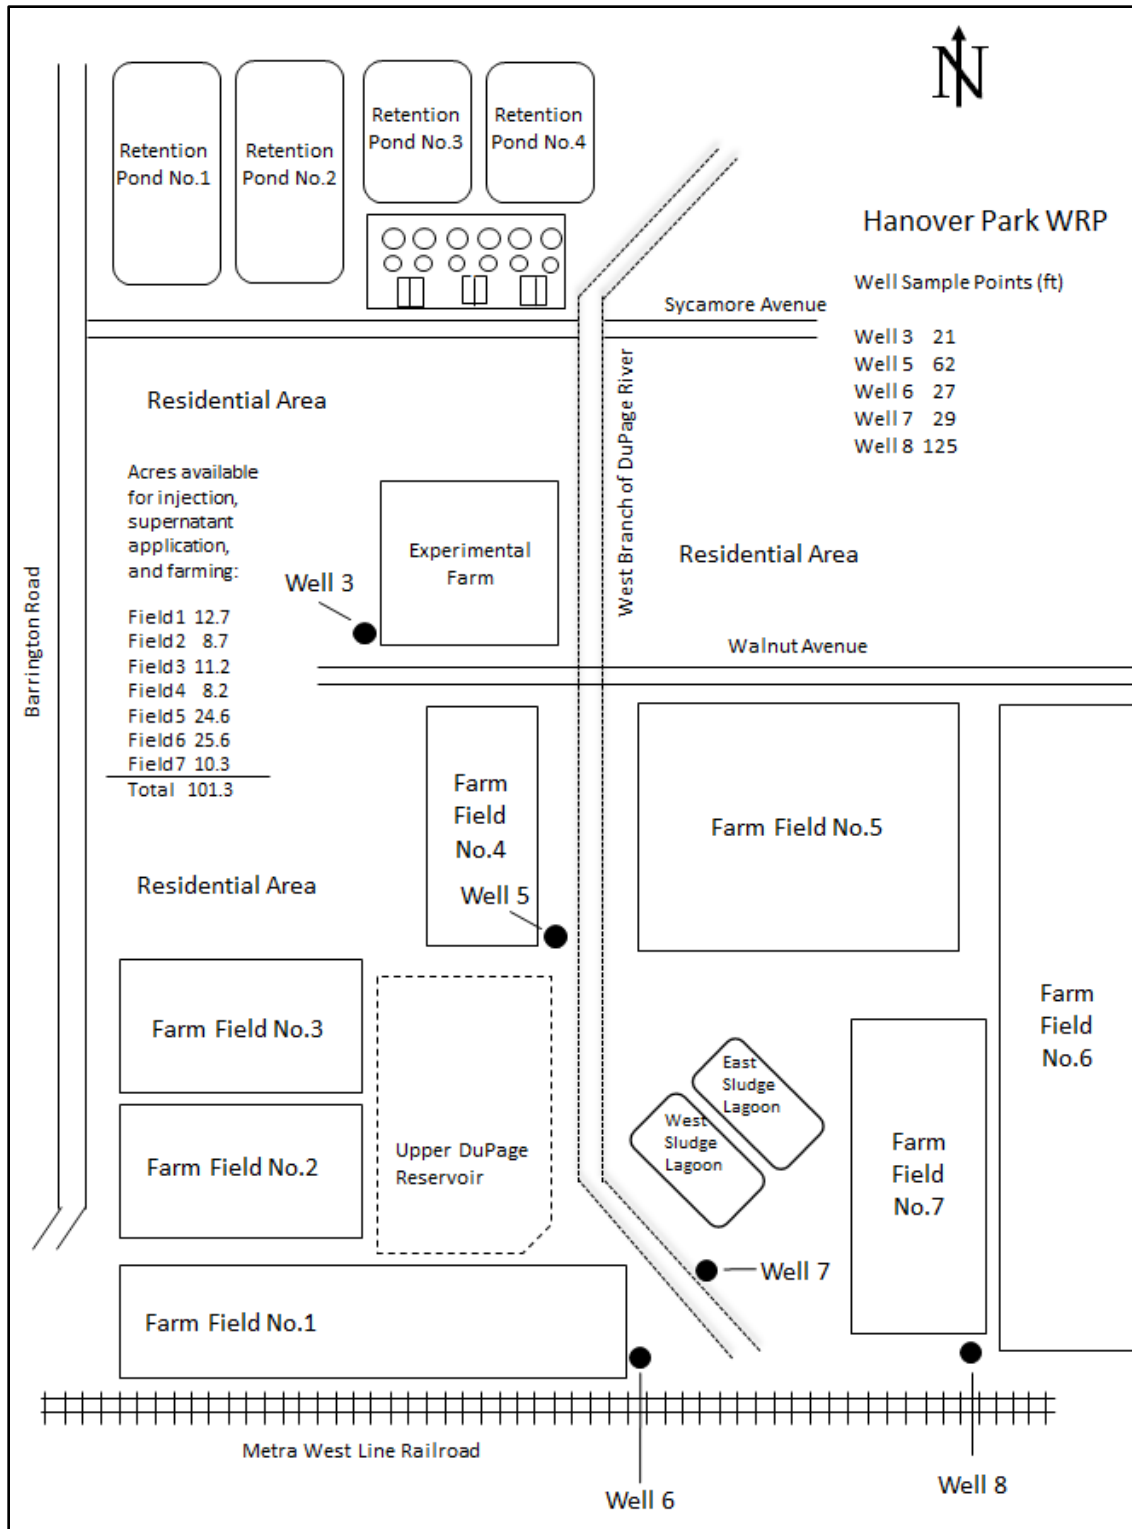 N
Retention
Pond No.1
Retention
Pond No.2
Retention
Pond No.3
Retention
Pond No.4
Hanover Park WRP
Well Sample Points (ft)
Well 3 21
Well 5 62
Well 6 27
Well 7 29
Well 8 125
Sycamore Avenue
Residential Area
West Branch of DuPage River
Acres available
for injection,
supernatant
application,
and farming:
Field1 12.7
Field2 8.7
Field3 11.2
Field4 8.2
Field5 24.6
Field6 25.6
Field7 10.3
Total 101.3
Barrington Road
Experimental
Farm
Well 3
Residential Area
Walnut Avenue
Farm
Field
No.4
Farm Field No.5
Residential Area
Well 5
Farm Field No.3
Farm
Field
No.6
East
Sludge
Lagoon
West
Sludge
Lagoon
Farm Field No.2
Upper DuPage
Reservoir
Farm
Field
No.7
Well 7
Farm Field No.1
Metra West Line Railroad
Well 6
Well 8